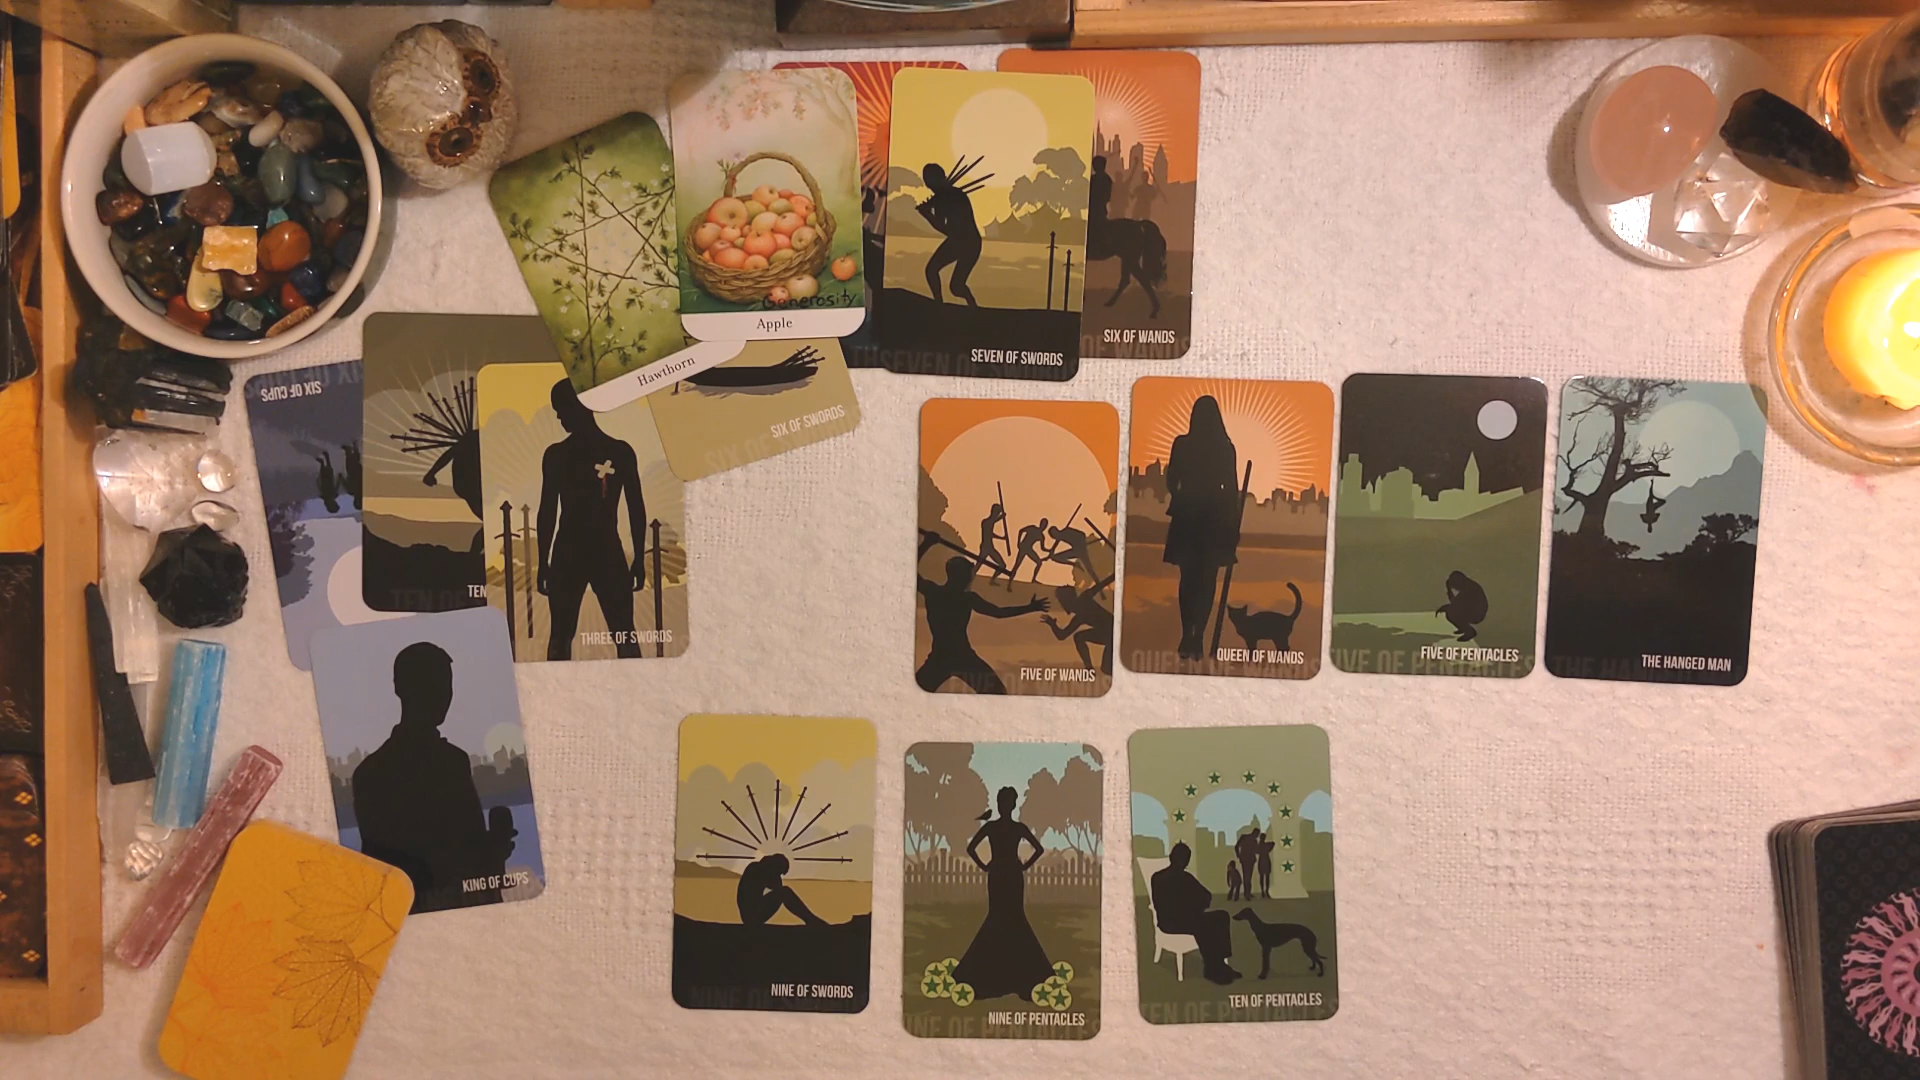 Generosity
Apple
Hawthorn
SEVEN OF SWORDS
SIX OF WANDS
SIX OF CUPS
SIX OF SWORDS
TEN
THREE OF SWORDS
FIVE OF WANDS
QUEEN OF WANDS
FIVE OF PENTACLES
THE HANGED MAN
KING OF CUPS
NINE OF SWORDS
NINE OF PENTACLES
TEN OF PENTACLES